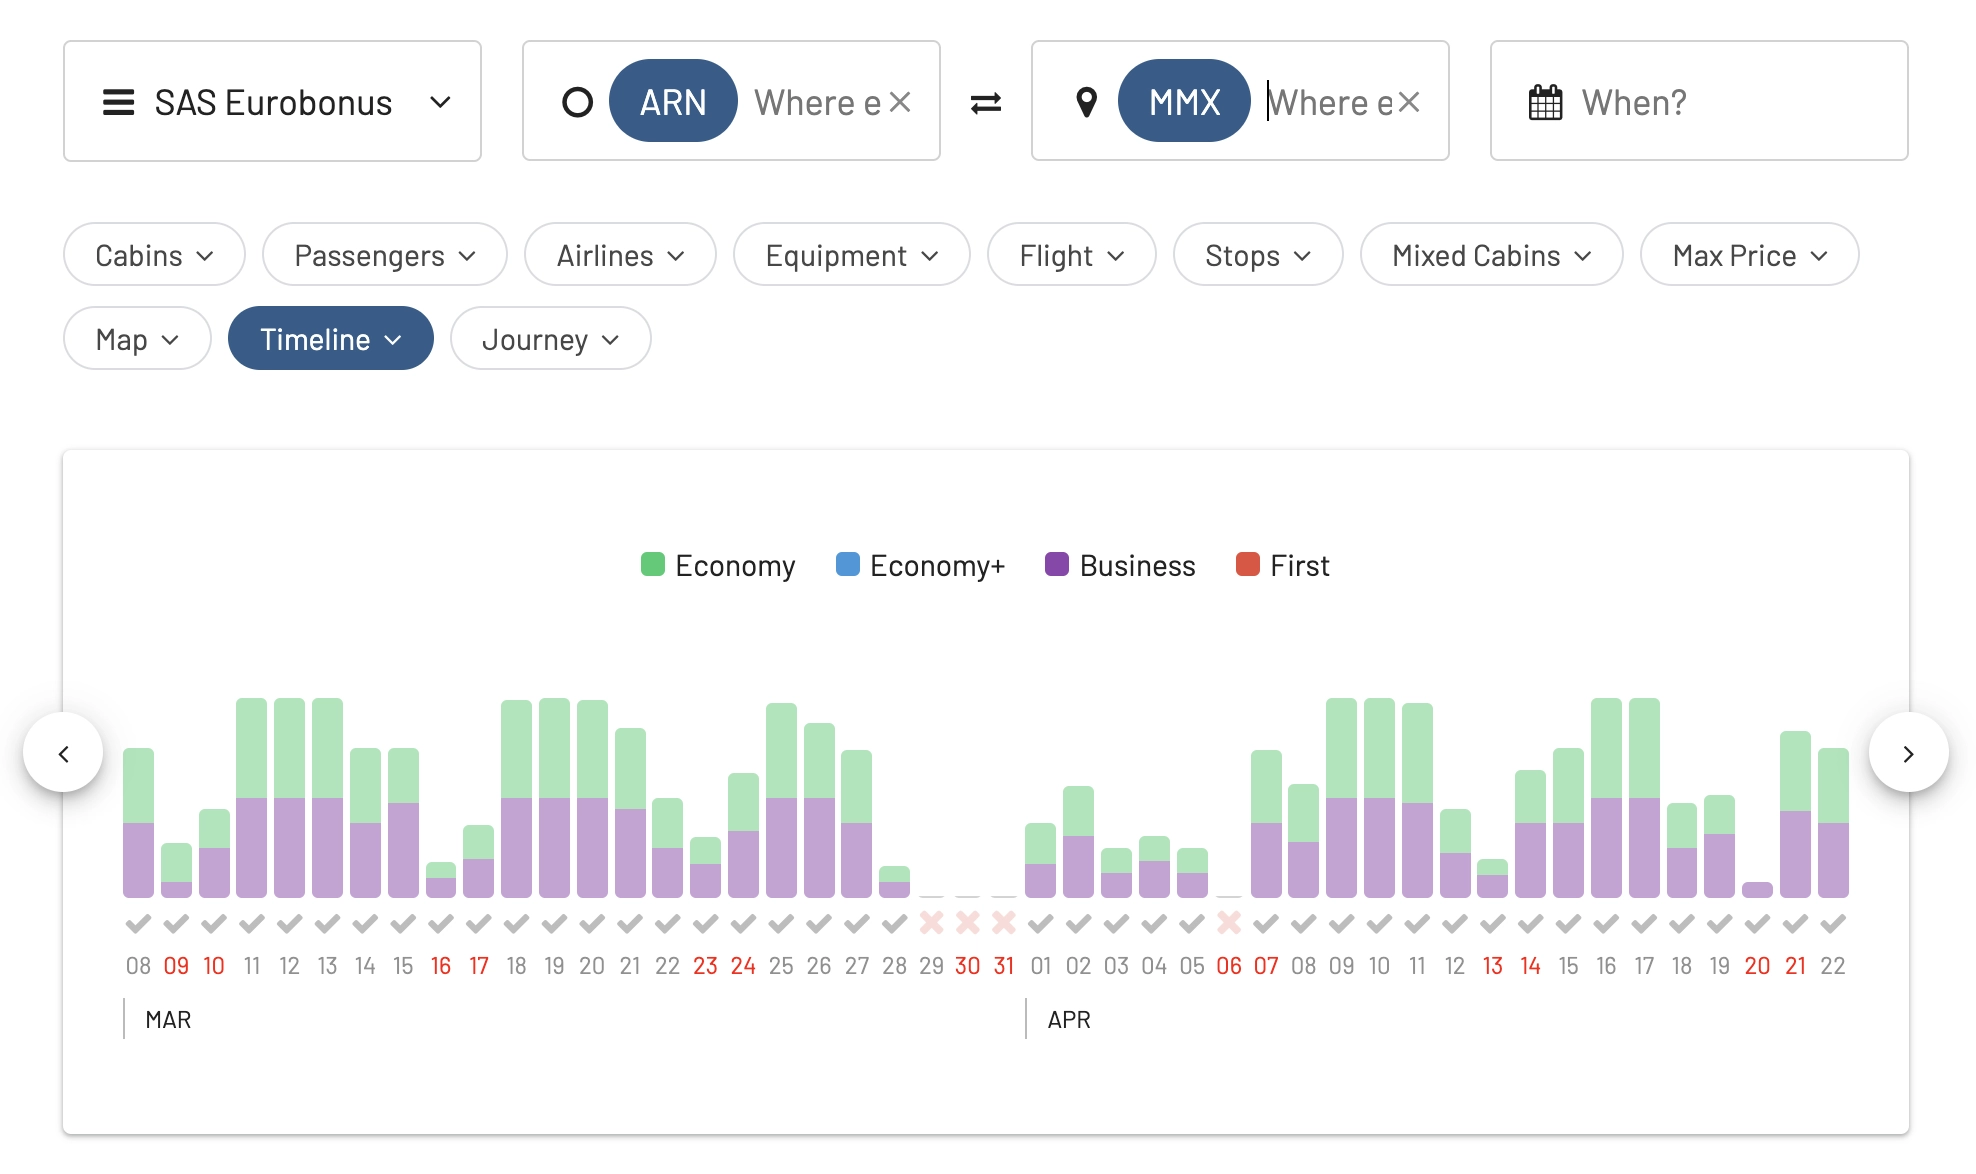 SAS Eurobonus ARN Where e MMX Where e When?
Cabins Passengers Airlines Equipment Flight Stops Mixed Cabins Max Price
Map Timeline Journey
Economy Economy+ Business First
08 09 10 11 12 13 14 15 16 17 18 19 20 21 22 23 24 25 26 27 28 29 30 31 01 02 03 04 05 06 07 08 09 10 11 12 13 14 15 16 17 18 19 20 21 22
MAR APR